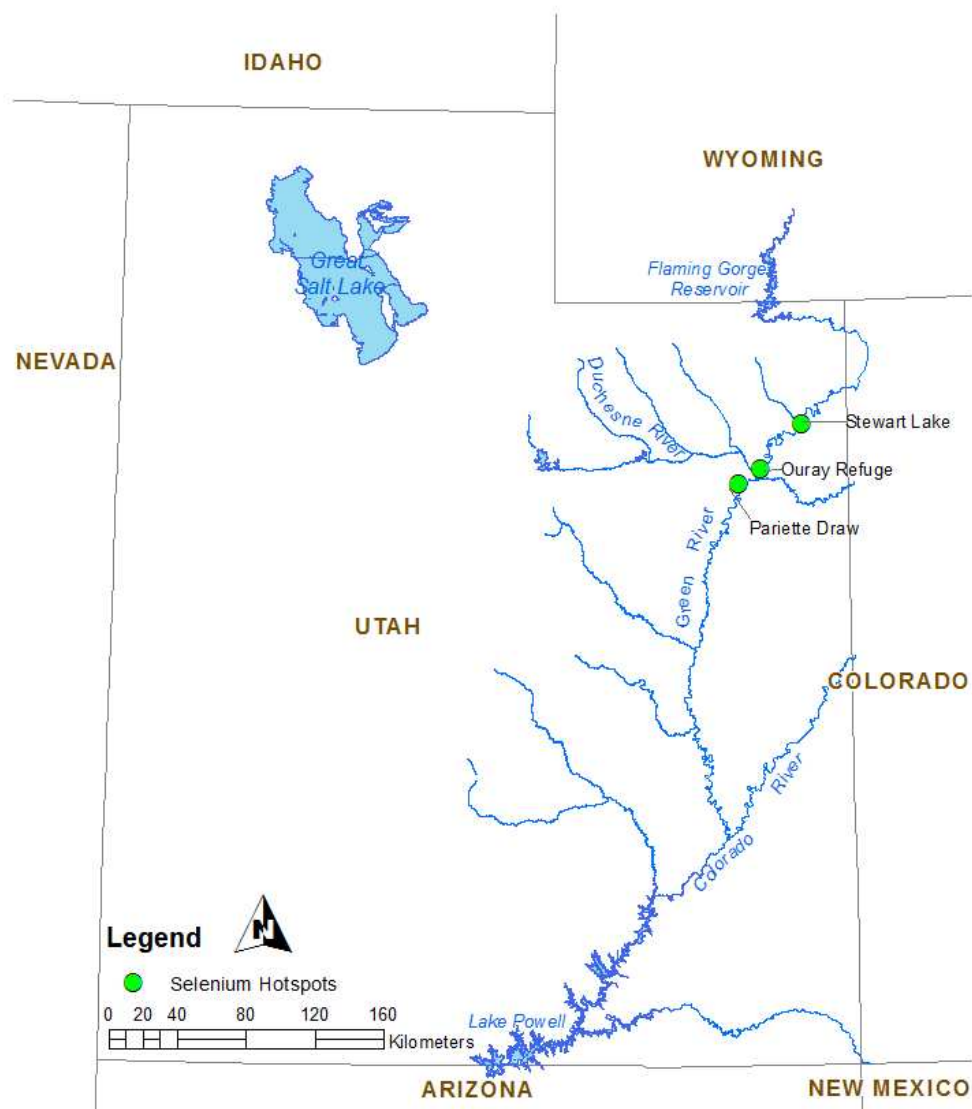 IDAHO
WYOMING
Great
Salt Lake
Flaming Gorge
Reservoir
NEVADA
Duchesne River
Stewart Lake
Ouray Refuge
Pariette Draw
Green River
UTAH
COLORADO
Colorado River
Legend
N
Selenium Hotspots
0 20 40 80 120 160
Kilometers
Lake Powell
ARIZONA
NEW MEXICO